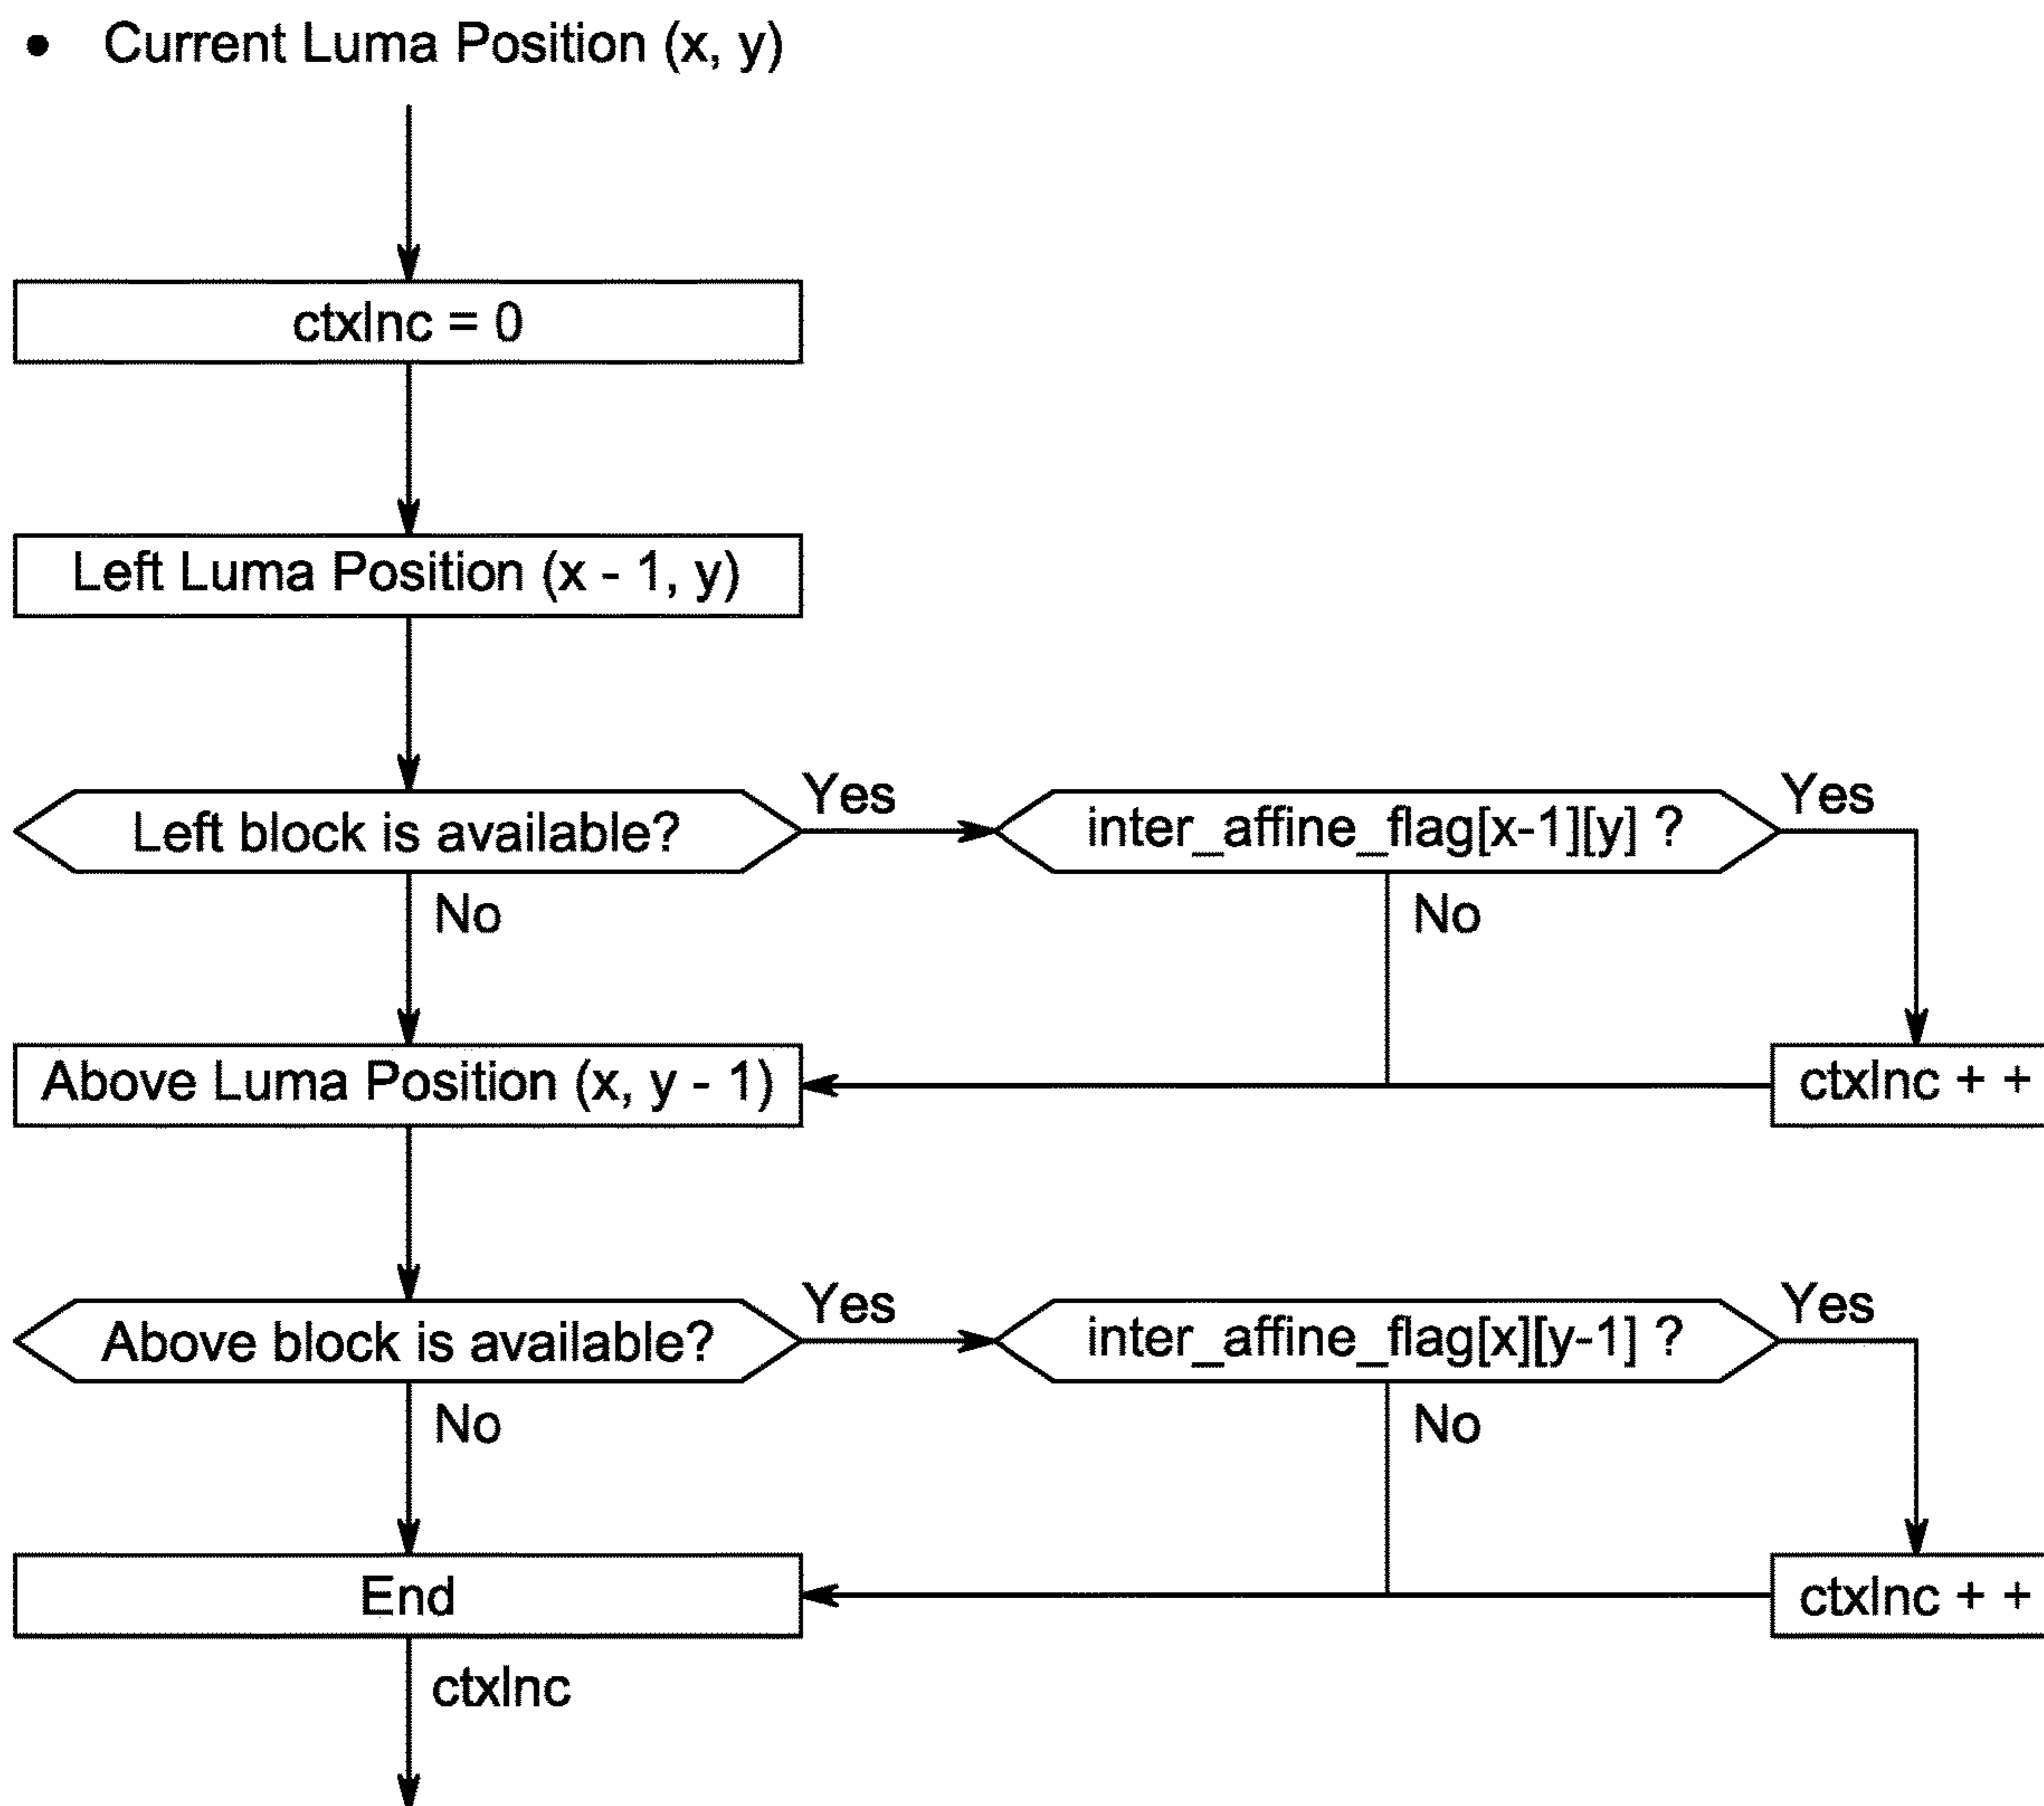 • Current Luma Position (x, y)
ctxInc = 0
Left Luma Position (x - 1, y)
Left block is available?
Yes
inter_affine_flag[x-1][y] ?
Yes
No
No
Above Luma Position (x, y - 1)
ctxInc + +
Above block is available?
Yes
inter_affine_flag[x][y-1] ?
Yes
No
No
End
ctxInc + +
ctxInc